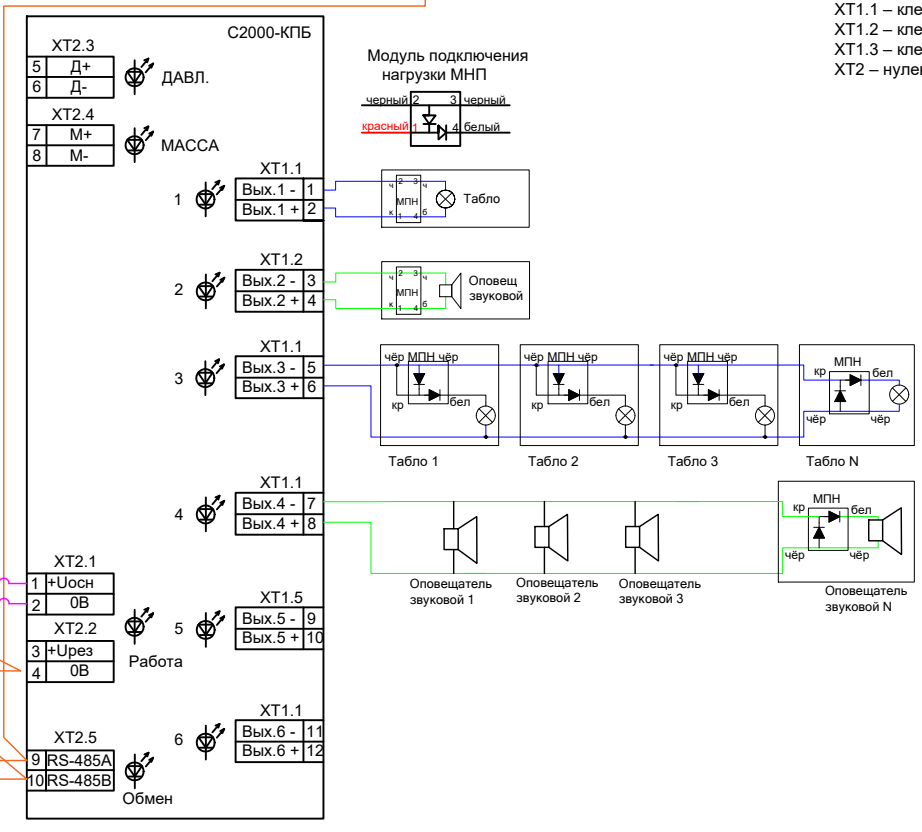 XT1.1 – кле
XT1.2 – кле
XT1.3 – кле
XT2 – нулев
С2000-КПБ
XT2.3
5 Д+
6 Д-
ДАВЛ.
XT2.4
7 М+
8 М-
МАССА
Модуль подключения
нагрузки МНП
черный 2 3 черный
красный 1 4 белый
1
XT1.1
Вых.1 - 1
Вых.1 + 2
ч 2 3 ч
МПН
к 1 4 б
Табло
2
XT1.2
Вых.2 - 3
Вых.2 + 4
ч 2 3 ч
МПН
к 1 4 б
Оповещ
звуковой
3
XT1.1
Вых.3 - 5
Вых.3 + 6
чёр МПН чёр
кр бел
Табло 1
чёр МПН чёр
кр бел
Табло 2
чёр МПН чёр
кр бел
Табло 3
МПН
кр бел
чёр чёр
Табло N
4
XT1.1
Вых.4 - 7
Вых.4 + 8
Оповещатель
звуковой 1
Оповещатель
звуковой 2
Оповещатель
звуковой 3
МПН
кр бел
чёр чёр
Оповещатель
звуковой N
XT2.1
1 +Uосн
2 0В
XT2.2
3 +Uрез
4 0В
Работа
5
XT1.5
Вых.5 - 9
Вых.5 + 10
6
XT1.1
Вых.6 - 11
Вых.6 + 12
XT2.5
9 RS-485A
10 RS-485B
Обмен